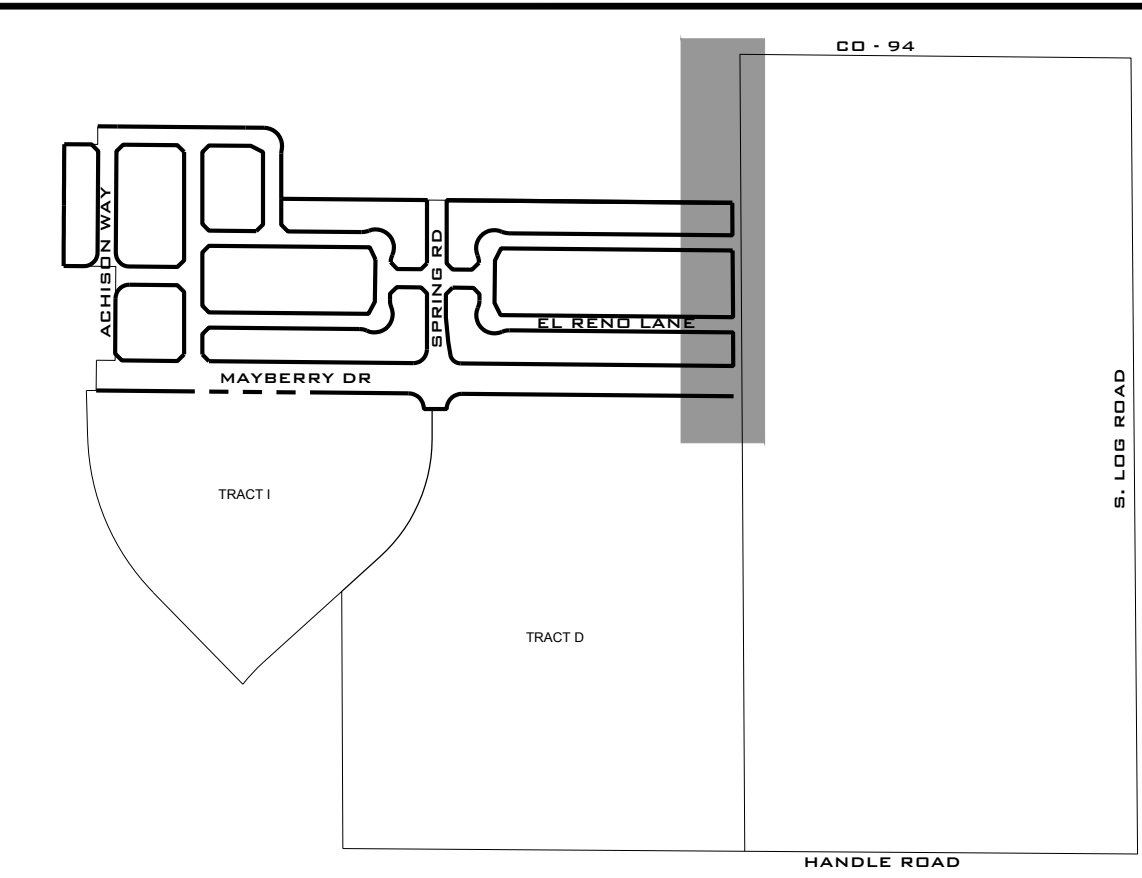 CO - 94
ACHISON WAY
SPRING RD
EL RENO LANE
MAYBERRY DR
S. LOG ROAD
TRACT I
TRACT D
HANDLE ROAD